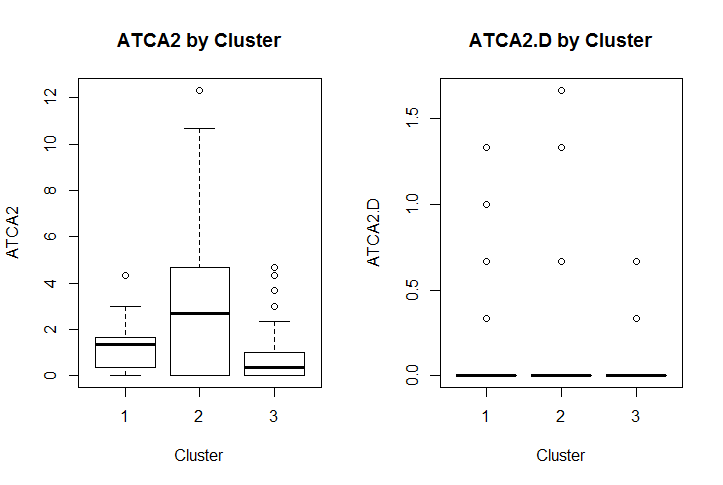 ATCA2 by Cluster
ATCA2
12
10
8
6
4
2
0
1 2 3
Cluster
ATCA2.D by Cluster
ATCA2.D
1.5
1.0
0.5
0.0
1 2 3
Cluster